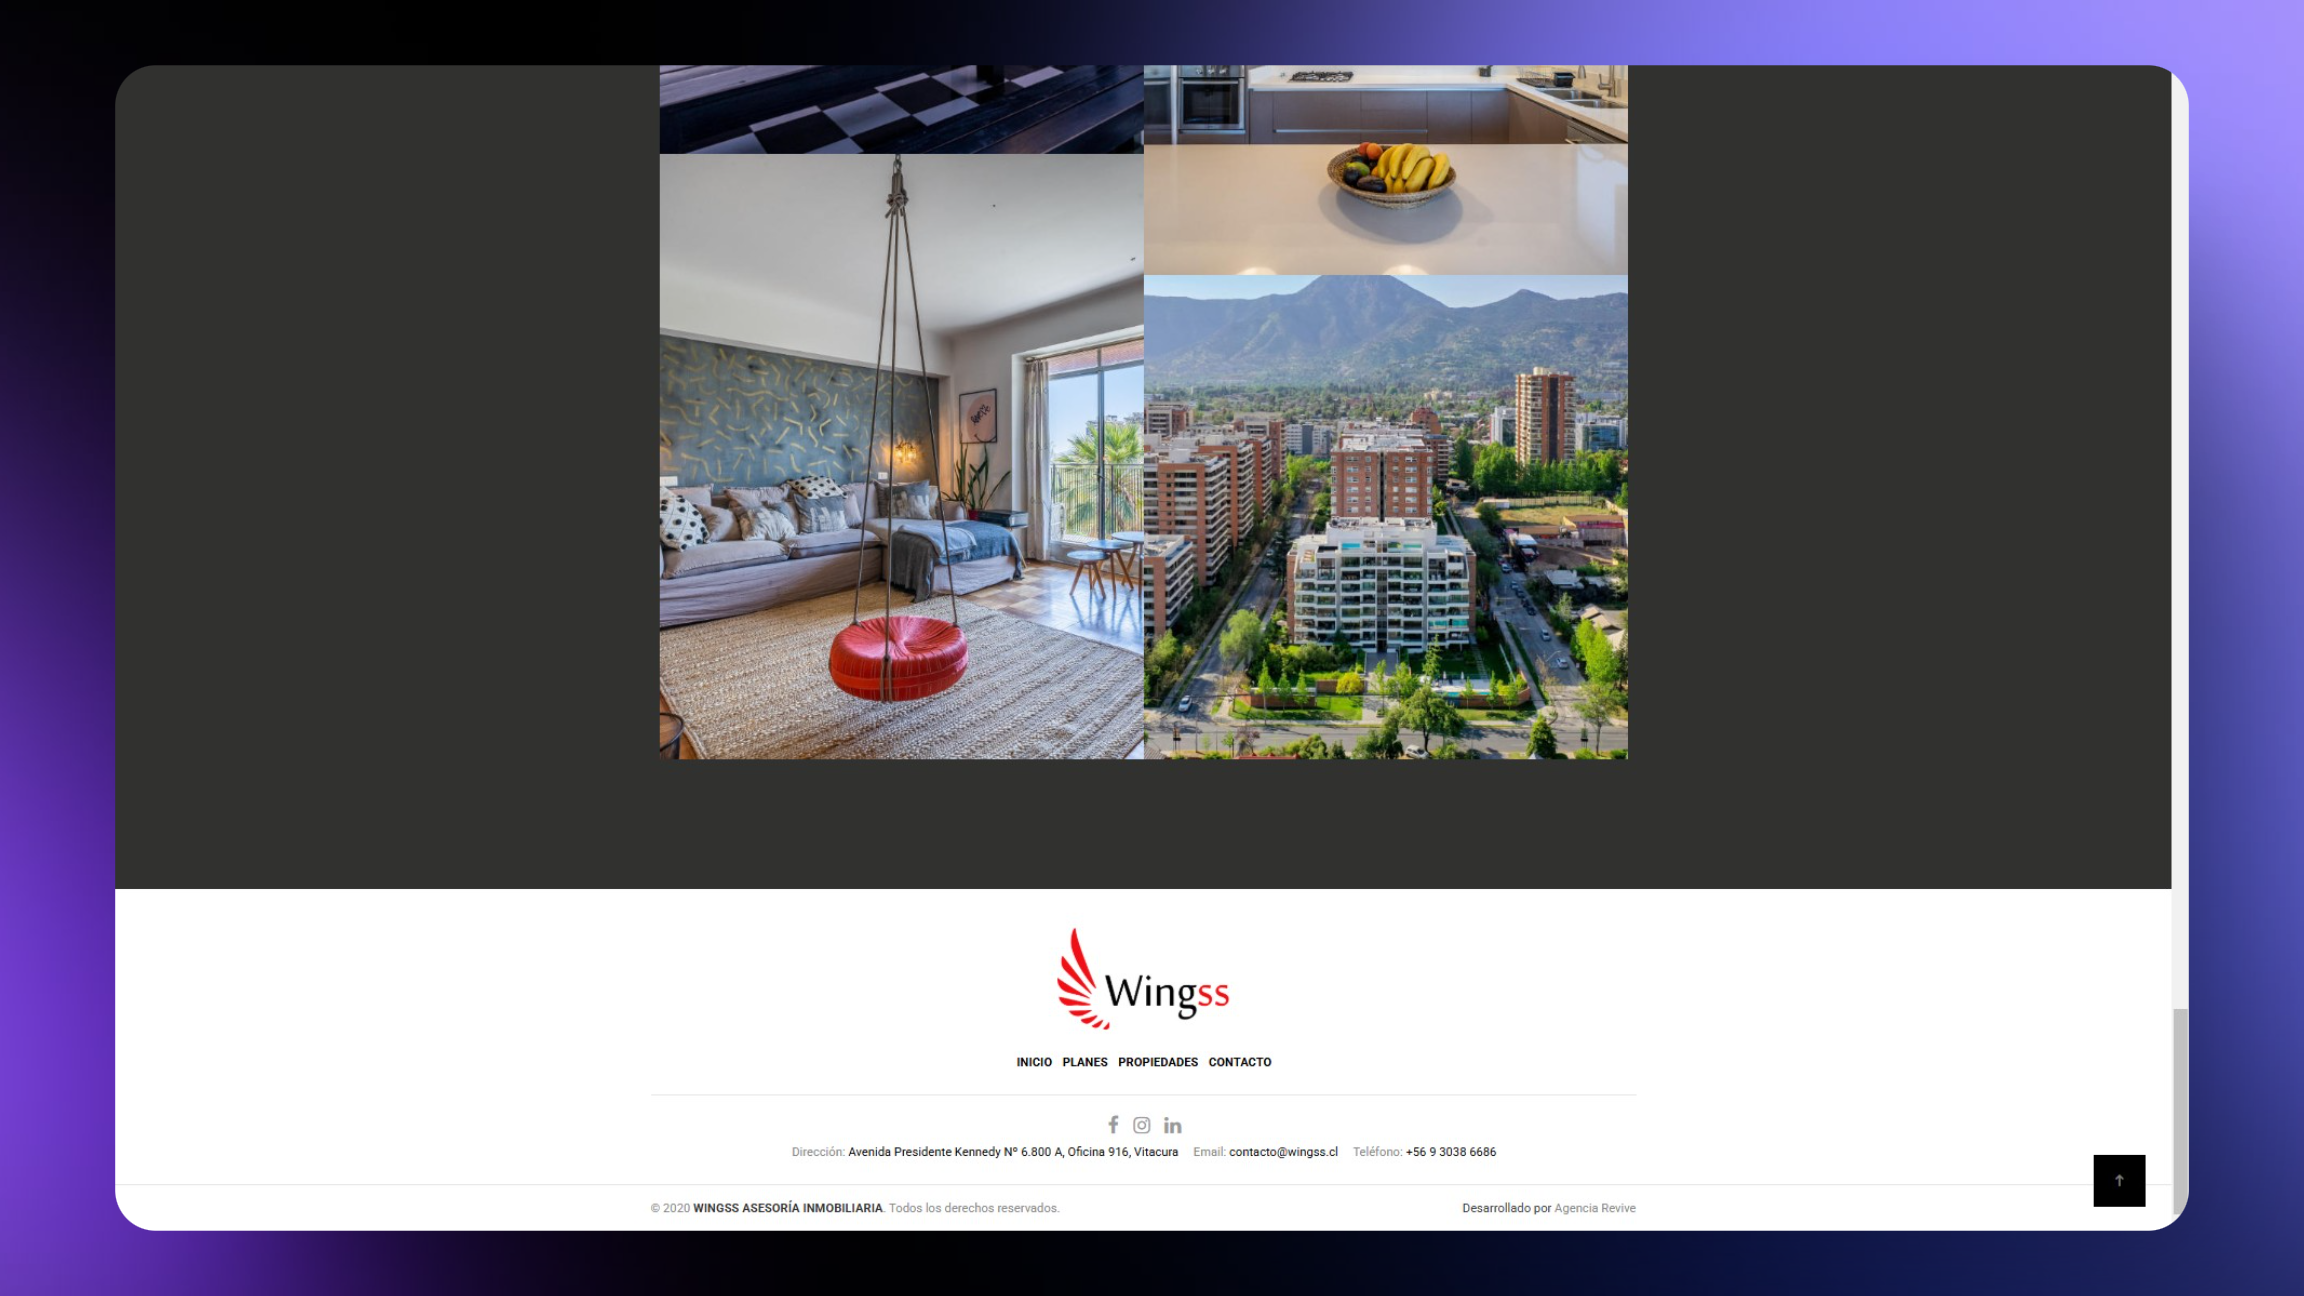 Wingss
INICIO PLANES PROPIEDADES CONTACTO
Dirección: Avenida Presidente Kennedy Nº 6.800 A, Oficina 916, Vitacura Email: contacto@wingss.cl Teléfono: +56 9 3038 6686
© 2020 WINGSS ASESORÍA INMOBILIARIA. Todos los derechos reservados.
Desarrollado por Agencia Revive